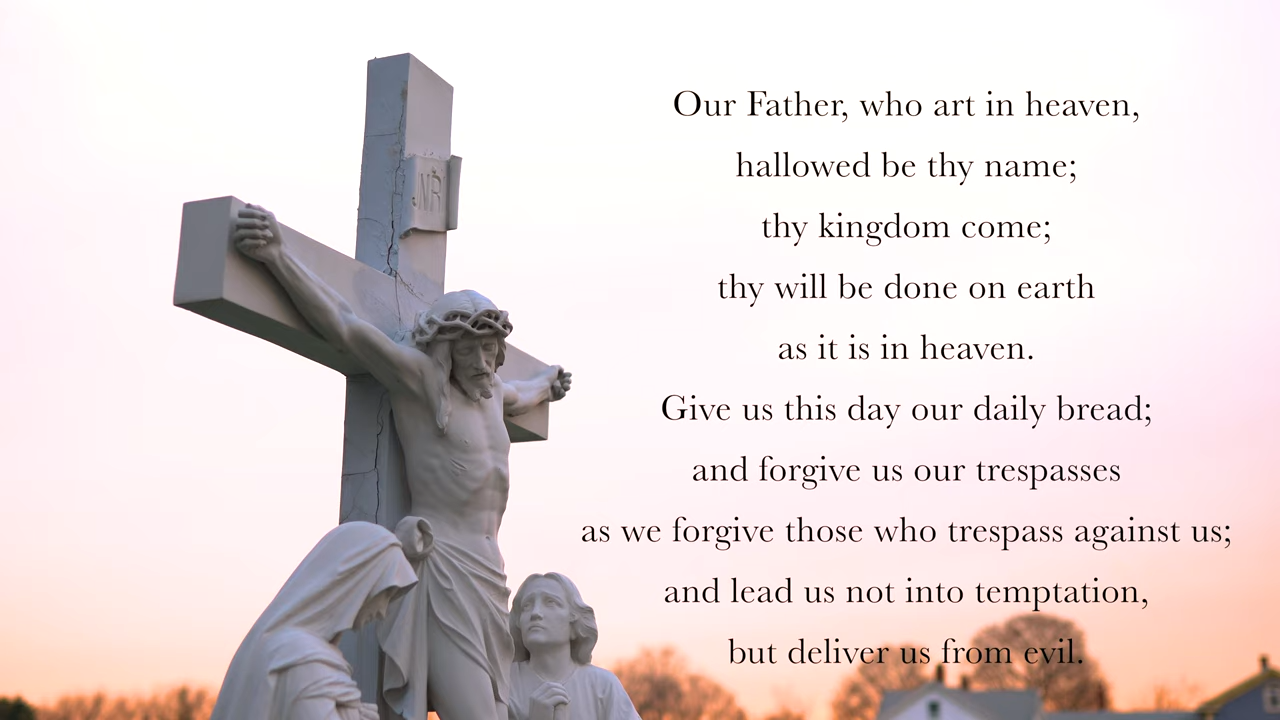 INRI
Our Father, who art in heaven,
hallowed be thy name;
thy kingdom come;
thy will be done on earth
as it is in heaven.
Give us this day our daily bread;
and forgive us our trespasses
as we forgive those who trespass against us;
and lead us not into temptation,
but deliver us from evil.